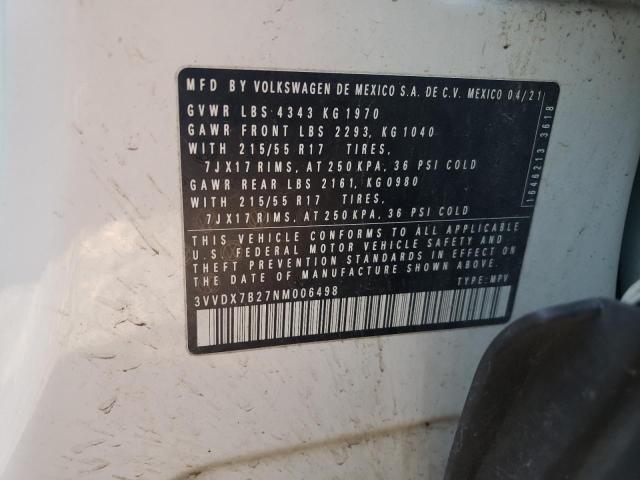 MFD BY VOLKSWAGEN DE MEXICO S.A. DE C.V. MEXICO 04/21
GVWR LBS 4343 KG 1970
GAWR FRONT LBS 2293, KG 1040
WITH 215/55 R17 TIRES,
7JX17 RIMS, AT 250 KPA, 36 PSI COLD
GAWR REAR LBS 2161, KG 0980
WITH 215/55 R17 TIRES,
7JX17 RIMS, AT 250 KPA, 36 PSI COLD
THIS VEHICLE CONFORMS TO ALL APPLICABLE
U.S. FEDERAL MOTOR VEHICLE SAFETY AND
THEFT PREVENTION STANDARDS IN EFFECT ON
THE DATE OF MANUFACTURE
3VVDX7B27NM006498 TYPE: MPV
1646213 3618